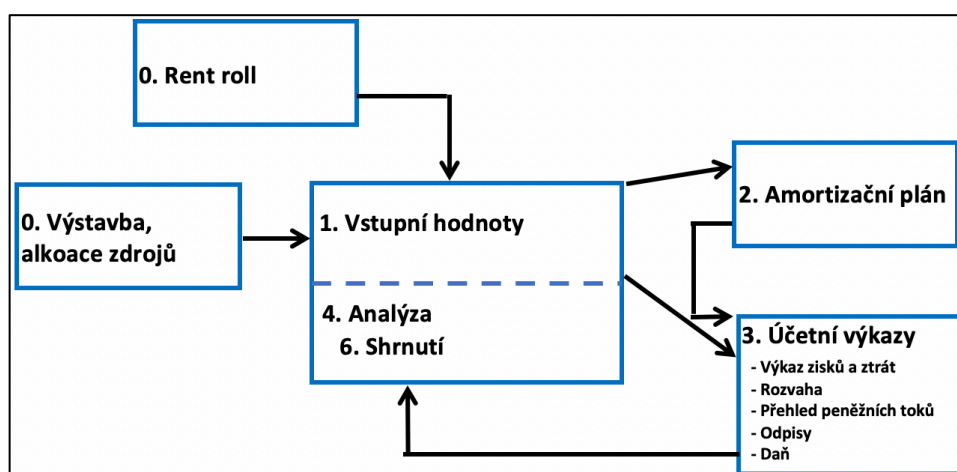 0. Rent roll
0. Výstavba,
alkoace zdrojů
1. Vstupní hodnoty
4. Analýza
6. Shrnutí
2. Amortizační plán
3. Účetní výkazy
- Výkaz zisků a ztrát
- Rozvaha
- Přehled peněžních toků
- Odpisy
- Daň